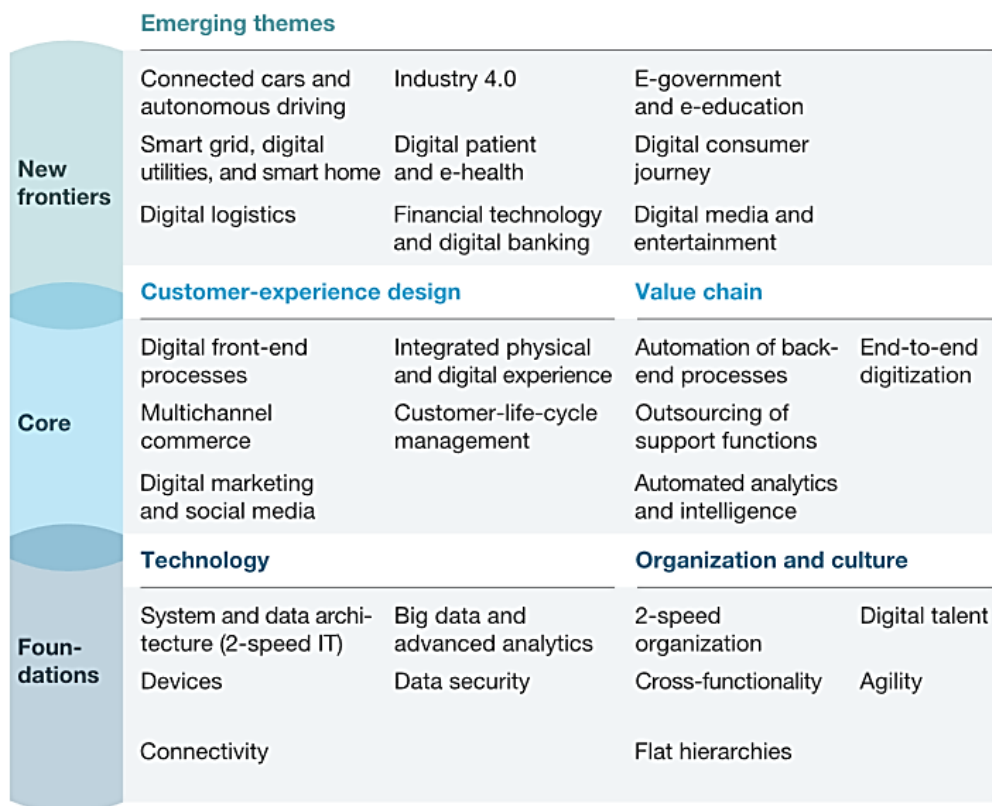 Emerging themes
New
frontiers
Connected cars and
autonomous driving
Industry 4.0
E-government
and e-education
Smart grid, digital
utilities, and smart home
Digital patient
and e-health
Digital consumer
journey
Digital logistics
Financial technology
and digital banking
Digital media and
entertainment
Core
Customer-experience design
Digital front-end
processes
Integrated physical
and digital experience
Multichannel
commerce
Customer-life-cycle
management
Digital marketing
and social media
Value chain
Automation of back-
end processes
End-to-end
digitization
Outsourcing of
support functions
Automated analytics
and intelligence
Foun-
dations
Technology
System and data archi-
tecture (2-speed IT)
Big data and
advanced analytics
Devices
Data security
Connectivity
Organization and culture
2-speed
organization
Digital talent
Cross-functionality
Agility
Flat hierarchies